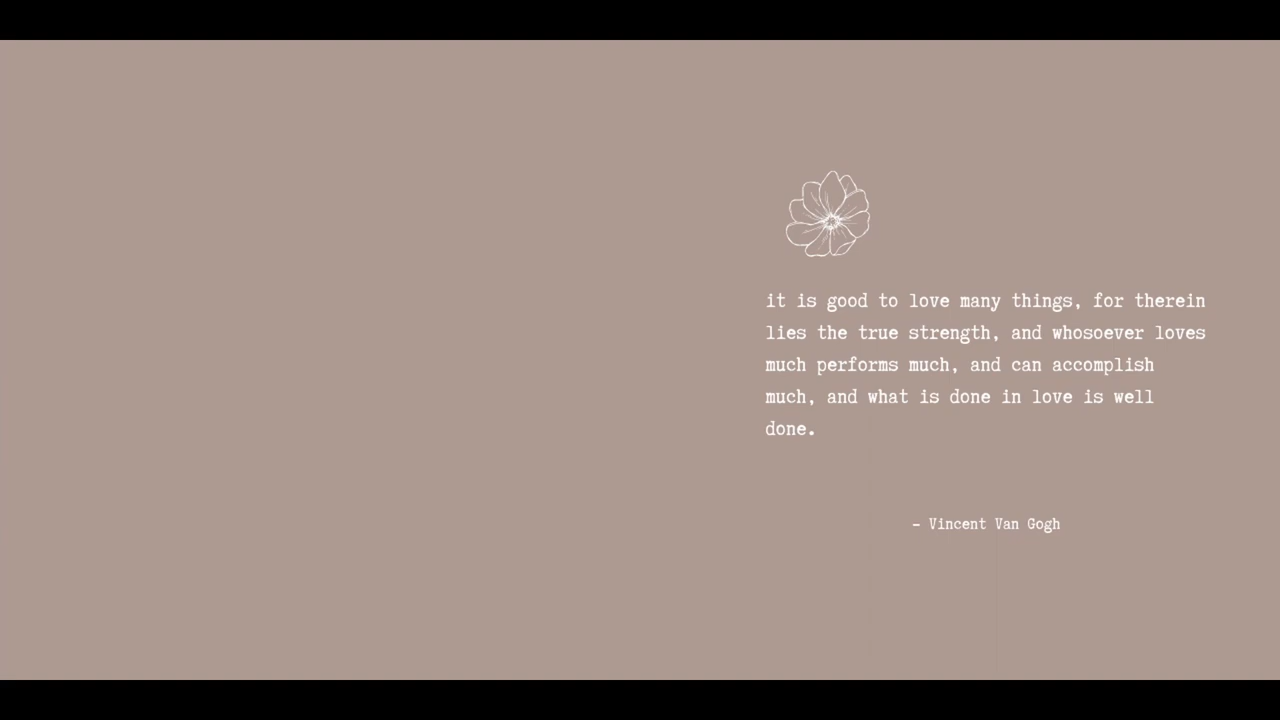 it is good to love many things, for therein
lies the true strength, and whosoever loves
much performs much, and can accomplish
much, and what is done in love is well
done.
– Vincent Van Gogh